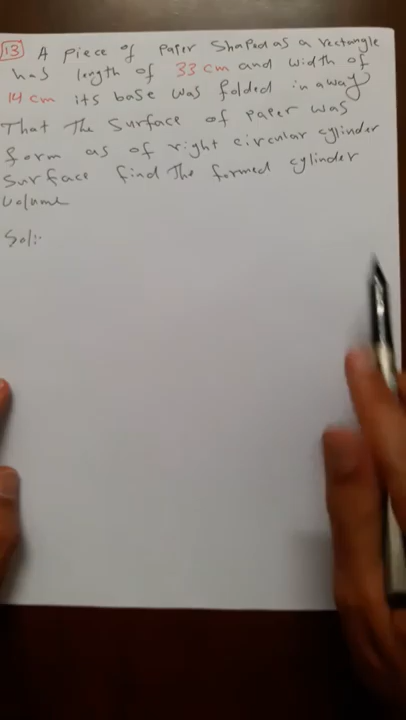 13 A piece of Paper Shaped as a rectangle
has length of 33 cm and width of
14 cm its base was folded in a way
That The Surface of paper was
form as of right circular cylinder
Surface find The formed cylinder
Volume
Sol::